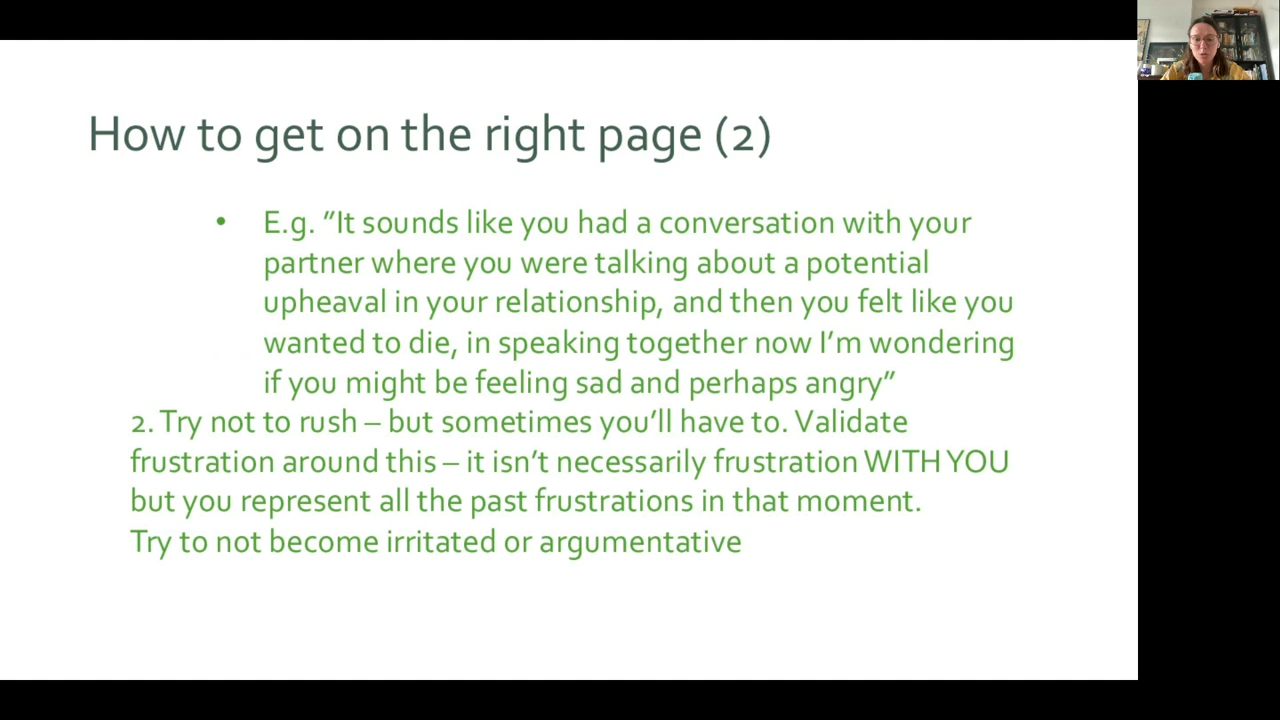 How to get on the right page (2)
• E.g. ”It sounds like you had a conversation with your
partner where you were talking about a potential
upheaval in your relationship, and then you felt like you
wanted to die, in speaking together now I’m wondering
if you might be feeling sad and perhaps angry”
2. Try not to rush – but sometimes you’ll have to. Validate
frustration around this – it isn’t necessarily frustration WITH YOU
but you represent all the past frustrations in that moment.
Try to not become irritated or argumentative